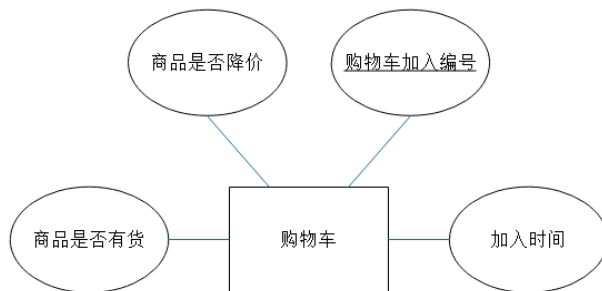 商品是否降价
购物车加入编号
商品是否有货
购物车
加入时间